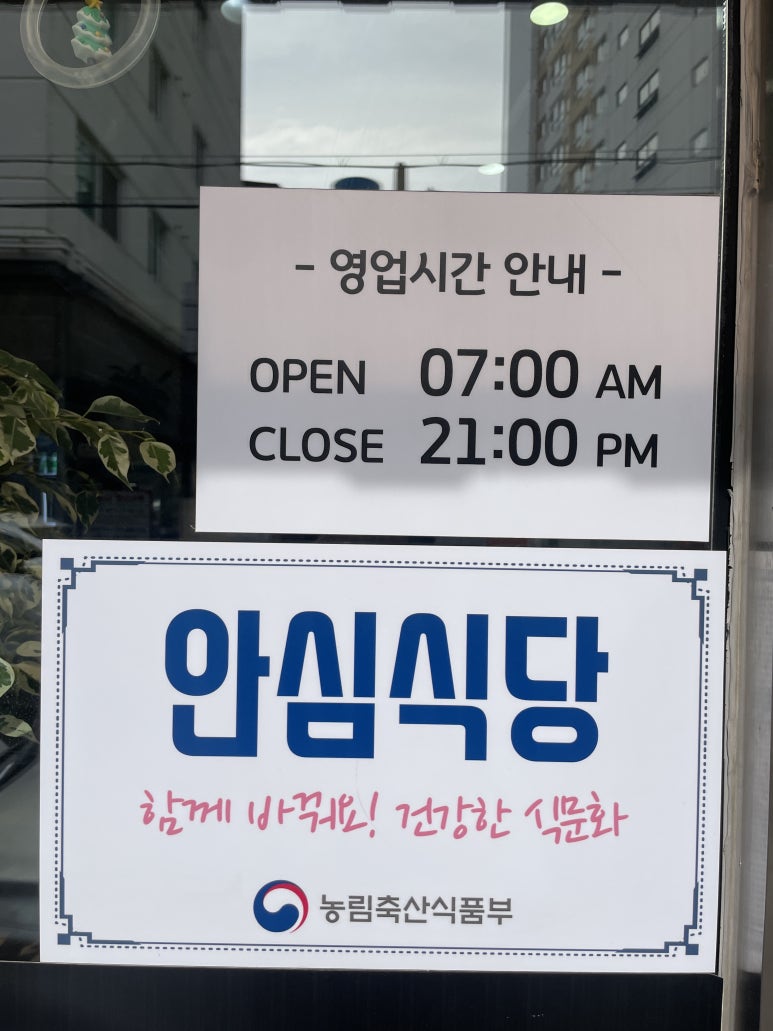 - 영업시간 안내 -
OPEN 07:00 AM
CLOSE 21:00 PM
안심식당
함께 바꿔요! 건강한 식문화
농림축산식품부